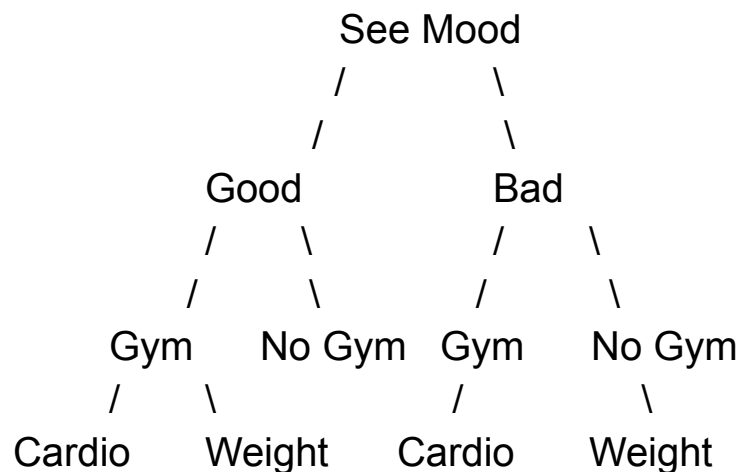 See Mood
/ \
/ \
Good Bad
/ \ / \
/ \ / \
Gym No Gym Gym No Gym
/ \ / \
Cardio Weight Cardio Weight